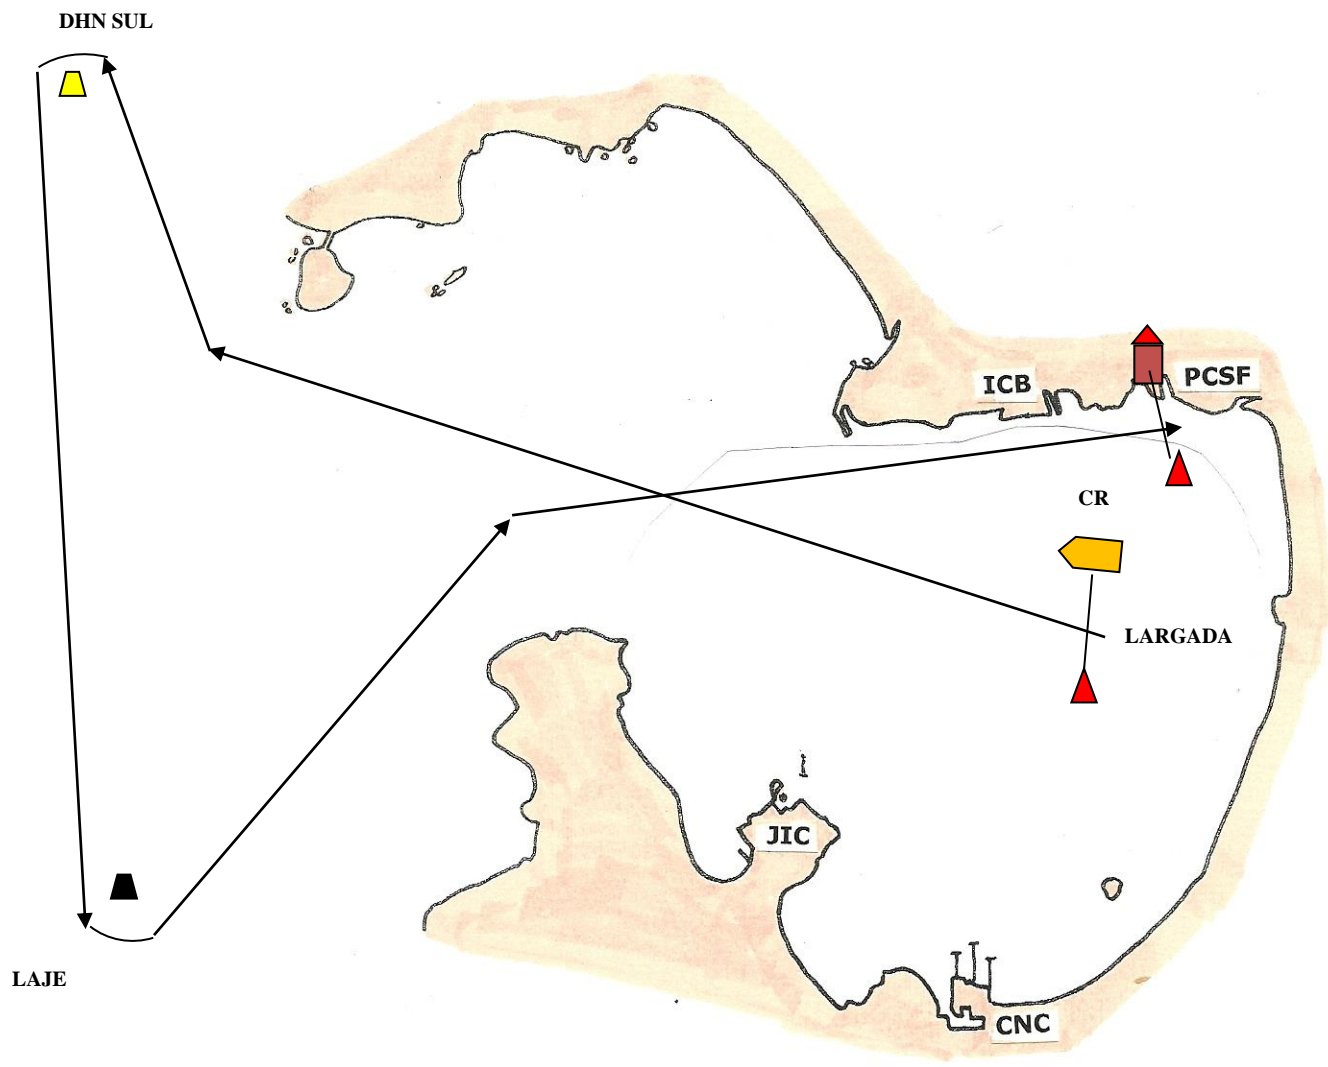 DHN SUL
ICB
PCSF
CR
LARGADA
JIC
LAJE
CNC